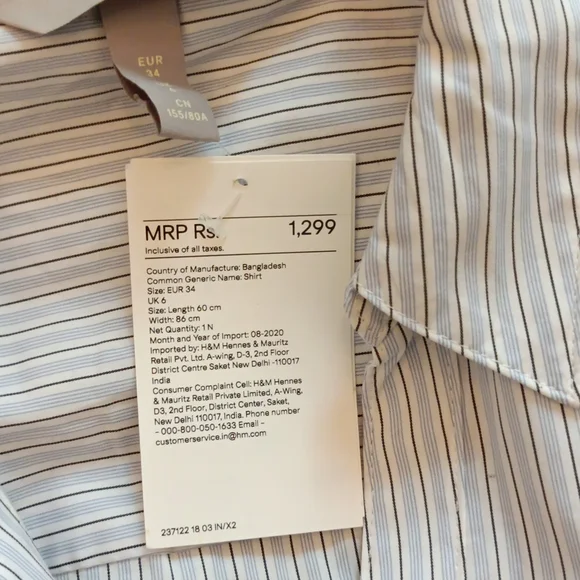 EUR
34
CN
155/80A
MRP Rs. 1,299
Inclusive of all taxes.
Country of Manufacture: Bangladesh
Common Generic Name: Shirt
Size: EUR 34
UK 6
Size: Length 60 cm
Width: 86 cm
Net Quantity: 1 N
Month and Year of Import: 08-2020
Imported by: H&M Hennes & Mauritz
Retail Pvt. Ltd. A-wing, D-3, 2nd Floor
District Centre Saket New Delhi -110017
India
Consumer Complaint Cell: H&M Hennes
& Mauritz Retail Private Limited, A-Wing,
D3, 2nd Floor, District Center, Saket,
New Delhi 110017, India. Phone number
- 000-800-050-1633 Email -
customerservice.in@hm.com
237122 18 03 IN/X2